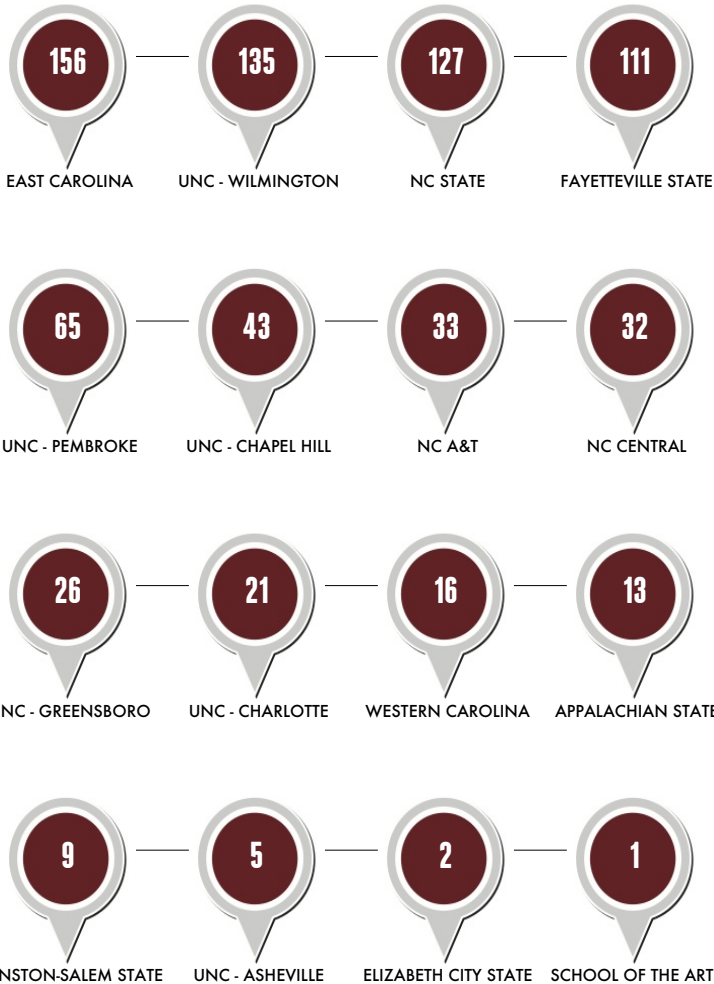 156 135 127 111
EAST CAROLINA UNC - WILMINGTON NC STATE FAYETTEVILLE STATE
65 43 33 32
UNC - PEMBROKE UNC - CHAPEL HILL NC A&T NC CENTRAL
26 21 16 13
NC - GREENSBORO UNC - CHARLOTTE WESTERN CAROLINA APPALACHIAN STATE
9 5 2 1
NSTON-SALEM STATE UNC - ASHEVILLE ELIZABETH CITY STATE SCHOOL OF THE ART